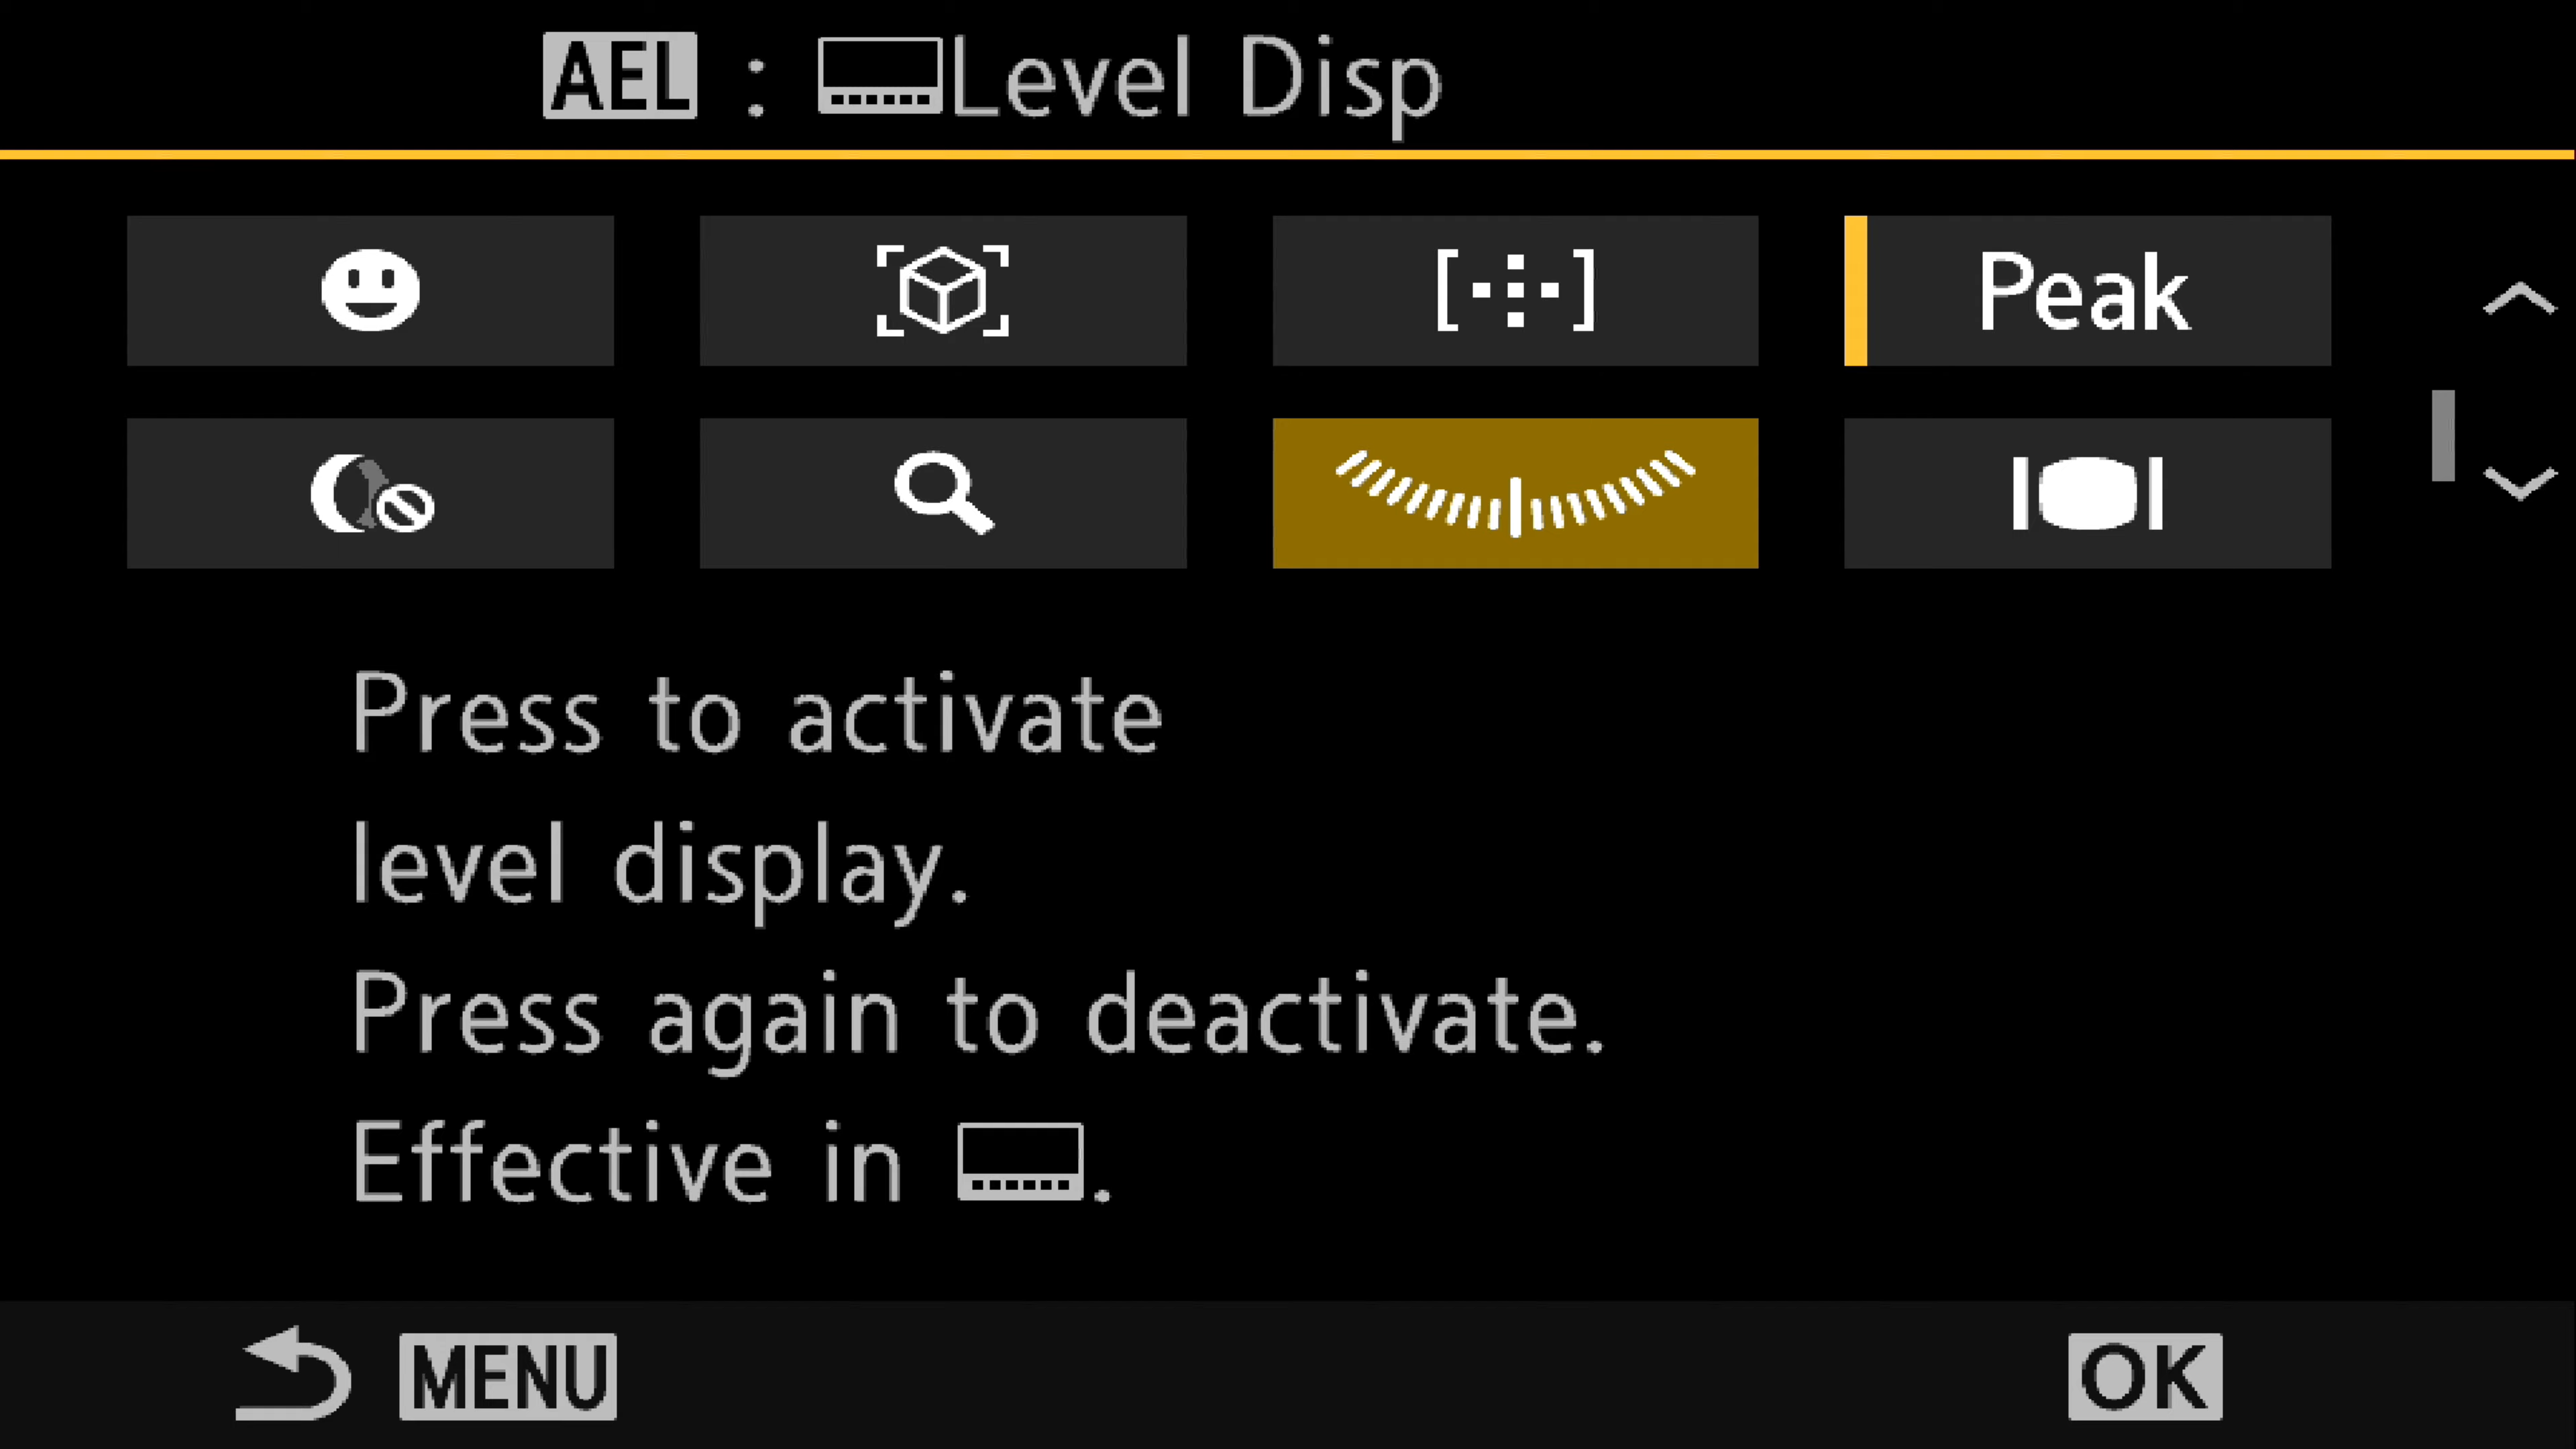 AEL : Level Disp
Peak
Press to activate
level display.
Press again to deactivate.
Effective in .
MENU OK